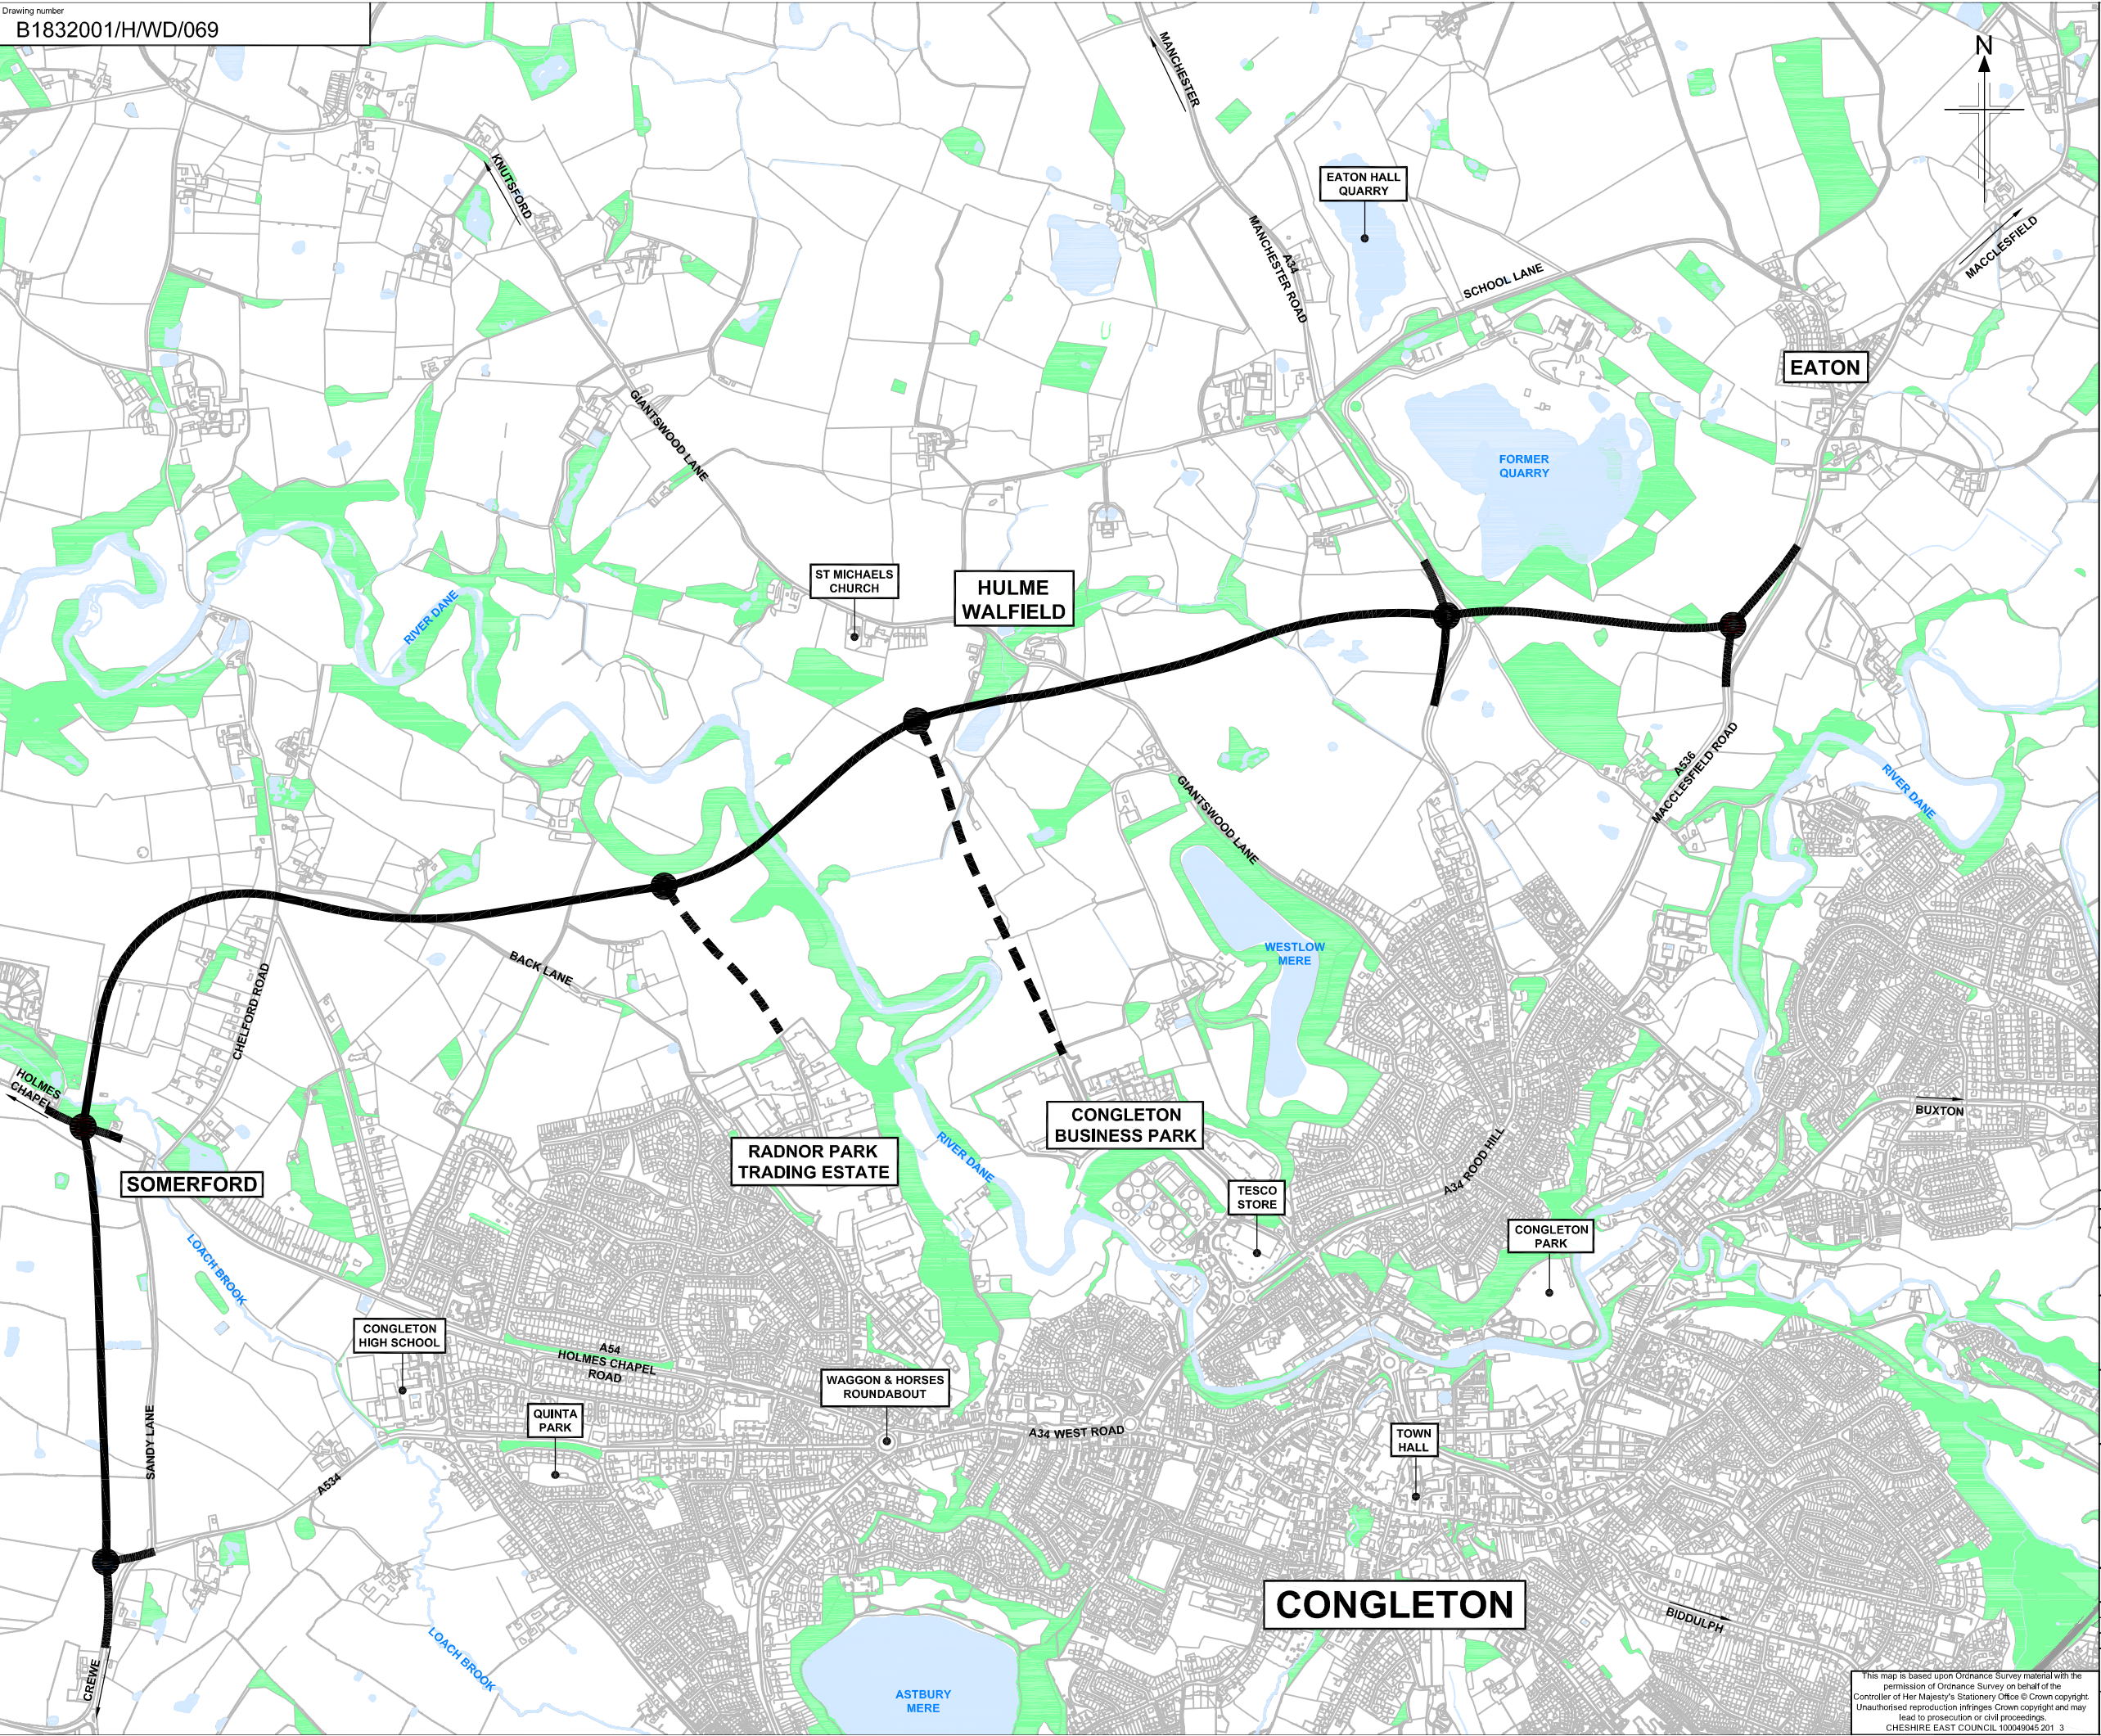 Drawing number
B1832001/H/WD/069
N
MANCHESTER
KNUTSFORD
EATON HALL
QUARRY
A34
MANCHESTER ROAD
SCHOOL LANE
MACCLESFIELD
EATON
GIANTSWOOD LANE
FORMER
QUARRY
ST MICHAELS
CHURCH
HULME
WALFIELD
RIVER DANE
A536
MACCLESFIELD ROAD
RIVER DANE
GIANTSWOOD LANE
WESTLOW
MERE
BACK LANE
CHELFORD ROAD
HOLMES
CHAPEL
SOMERFORD
RADNOR PARK
TRADING ESTATE
CONGLETON
BUSINESS PARK
RIVER DANE
BUXTON
A34 ROOD HILL
TESCO
STORE
CONGLETON
PARK
LOACH BROOK
CONGLETON
HIGH SCHOOL
A54
HOLMES CHAPEL
ROAD
WAGGON & HORSES
ROUNDABOUT
QUINTA
PARK
A34 WEST ROAD
TOWN
HALL
SANDY LANE
A534
CONGLETON
BIDDULPH
LOACH BROOK
CREWE
ASTBURY
MERE
This map is based upon Ordnance Survey material with the
permission of Ordnance Survey on behalf of the
Controller of Her Majesty's Stationery Office © Crown copyright.
Unauthorised reproduction infringes Crown copyright and may
lead to prosecution or civil proceedings.
CHESHIRE EAST COUNCIL 100049045 201 3